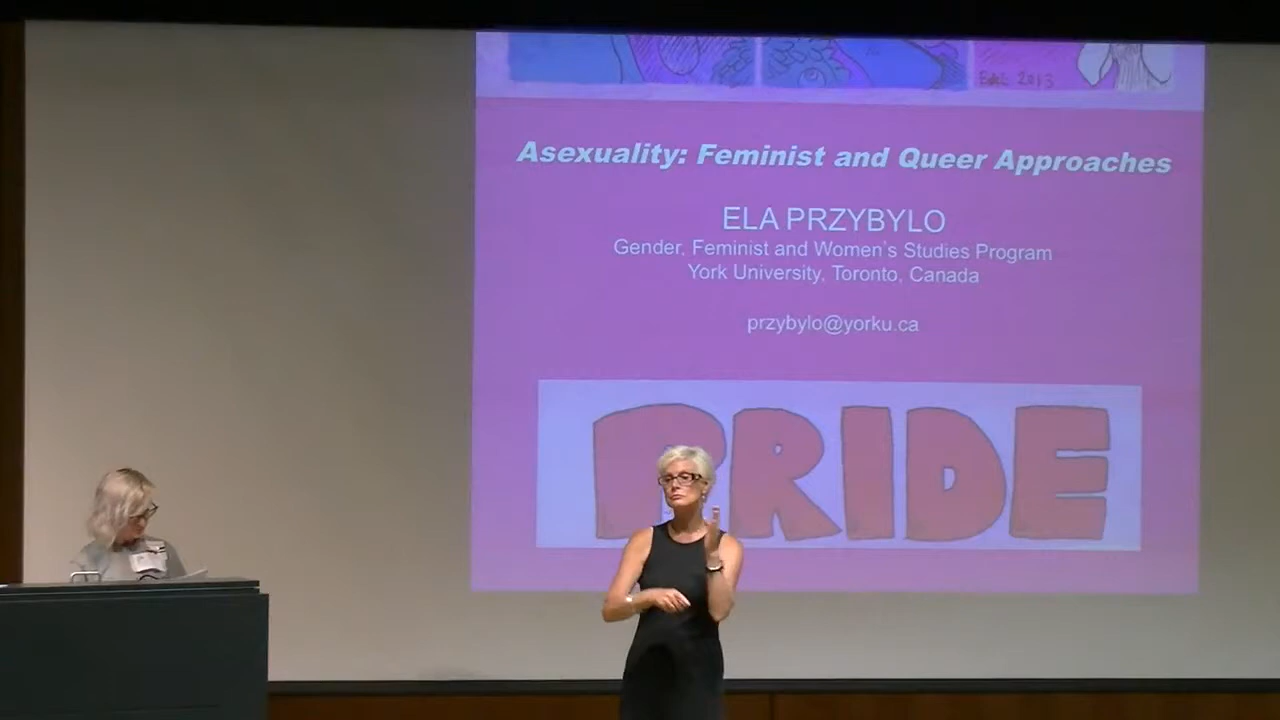 E&L 2013
Asexuality: Feminist and Queer Approaches
ELA PRZYBYLO
Gender, Feminist and Women's Studies Program
York University, Toronto, Canada
przybylo@yorku.ca
PRIDE